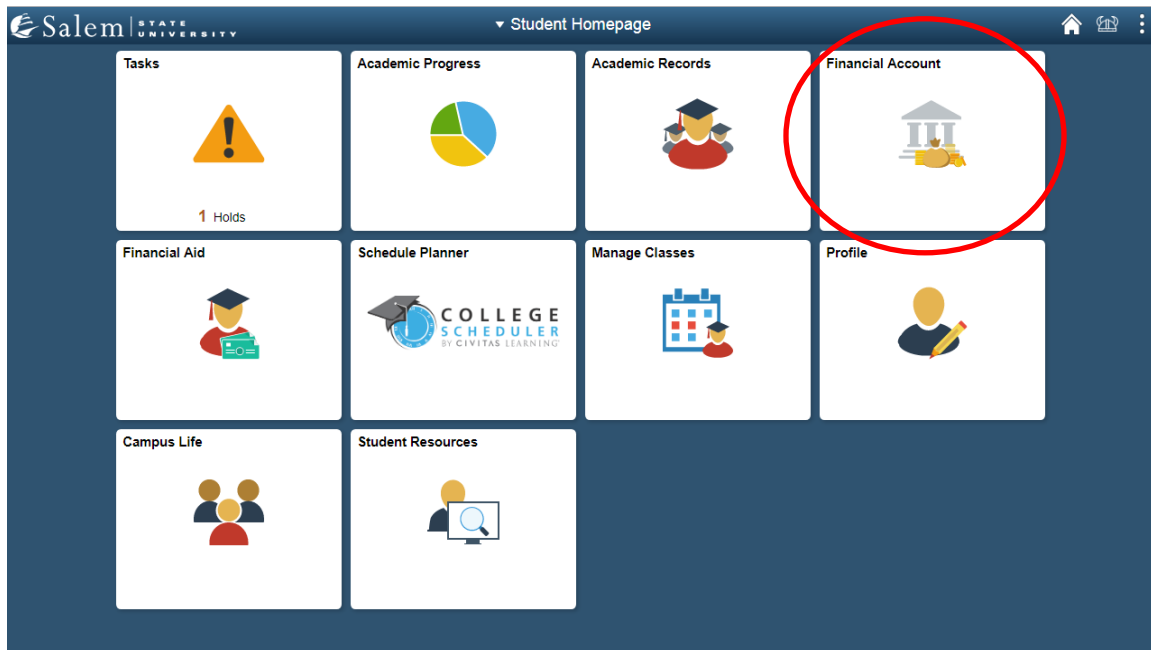 Salem STATE UNIVERSITY
Student Homepage
Tasks
1 Holds
Academic Progress
Academic Records
Financial Account
Financial Aid
Schedule Planner
COLLEGE
SCHEDULER
BY CIVITAS LEARNING
Manage Classes
Profile
Campus Life
Student Resources